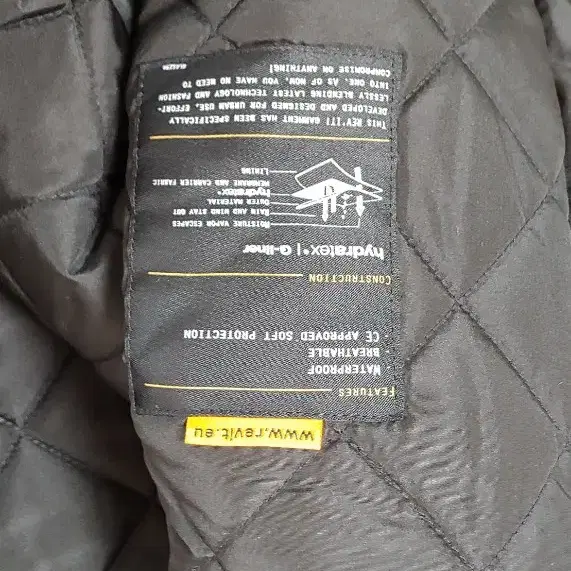 www.revit.eu
FEATURES
WATERPROOF
· BREATHABLE
· CE APPROVED SOFT PROTECTION
CONSTRUCTION
hydratex® | G-liner
MOISTURE VAPOR ESCAPES
RAIN AND WIND STAY OUT
OUTER MATERIAL
hydratex®
MEMBRANE AND CARRIER FABRIC
LINING
THIS REV'IT! GARMENT HAS BEEN SPECIFICALLY
DEVELOPED AND DESIGNED FOR URBAN USE. EFFORT-
LESSLY BLENDING LATEST TECHNOLOGY AND FASHION
INTO ONE. AS OF NOW, YOU HAVE NO NEED TO
COMPROMISE ON ANYTHING!